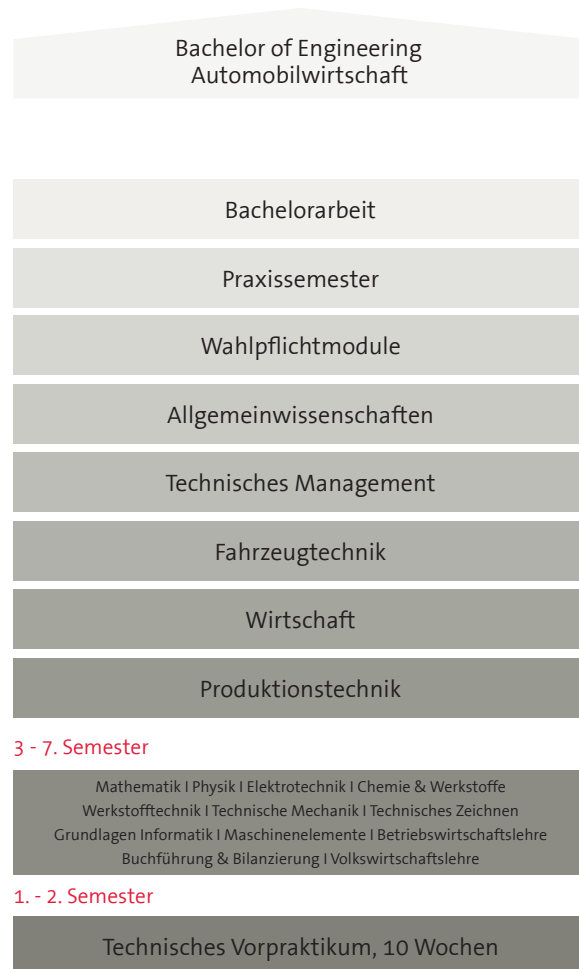 Bachelor of Engineering
Automobilwirtschaft
Bachelorarbeit
Praxissemester
Wahlpflichtmodule
Allgemeinwissenschaften
Technisches Management
Fahrzeugtechnik
Wirtschaft
Produktionstechnik
3 - 7. Semester
Mathematik I Physik I Elektrotechnik I Chemie & Werkstoffe
Werkstofftechnik I Technische Mechanik I Technisches Zeichnen
Grundlagen Informatik I Maschinenelemente I Betriebswirtschaftslehre
Buchführung & Bilanzierung I Volkswirtschaftslehre
1. - 2. Semester
Technisches Vorpraktikum, 10 Wochen